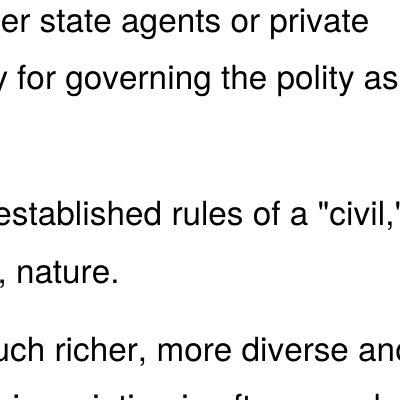 er state agents or private
y for governing the polity as
established rules of a "civil,"
, nature.
uch richer, more diverse and